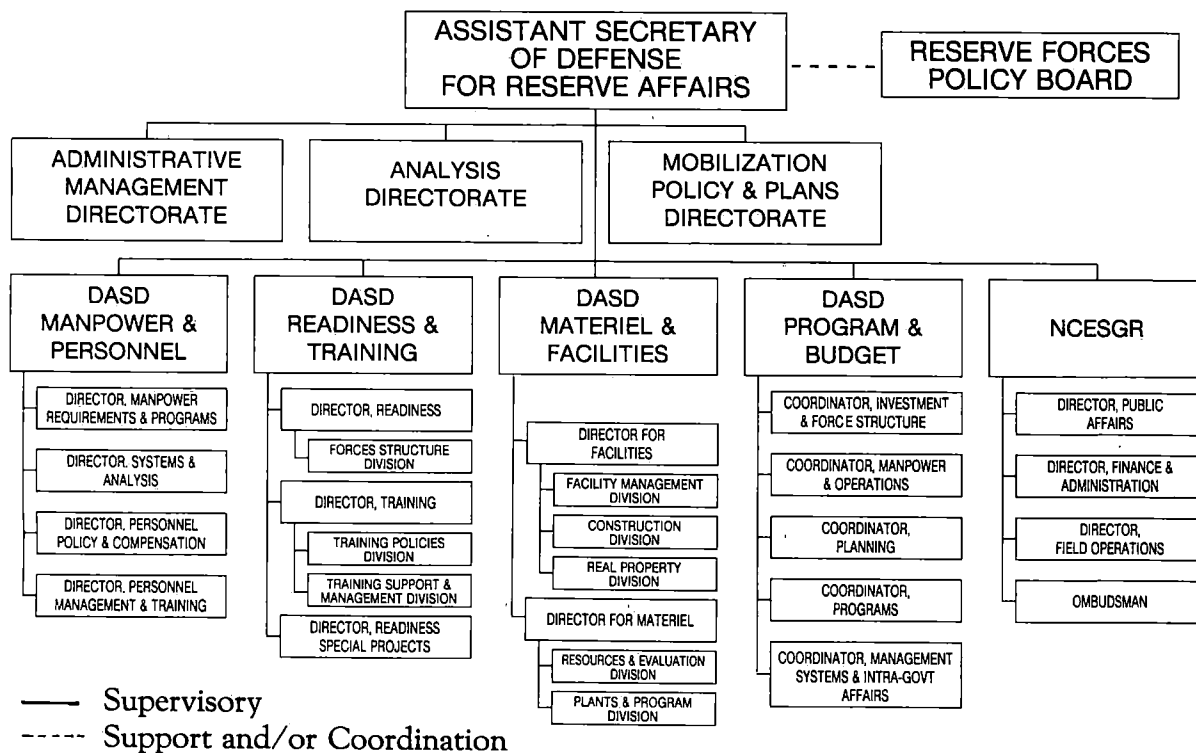 ASSISTANT SECRETARY
OF DEFENSE
FOR RESERVE AFFAIRS
RESERVE FORCES
POLICY BOARD
ADMINISTRATIVE
MANAGEMENT
DIRECTORATE
ANALYSIS
DIRECTORATE
MOBILIZATION
POLICY & PLANS
DIRECTORATE
DASD
MANPOWER &
PERSONNEL
DIRECTOR, MANPOWER
REQUIREMENTS & PROGRAMS
DIRECTOR, SYSTEMS &
ANALYSIS
DIRECTOR, PERSONNEL
POLICY & COMPENSATION
DIRECTOR, PERSONNEL
MANAGEMENT & TRAINING
DASD
READINESS &
TRAINING
DIRECTOR, READINESS
FORCES STRUCTURE
DIVISION
DIRECTOR, TRAINING
TRAINING POLICIES
DIVISION
TRAINING SUPPORT &
MANAGEMENT DIVISION
DIRECTOR, READINESS
SPECIAL PROJECTS
DASD
MATERIEL &
FACILITIES
DIRECTOR FOR
FACILITIES
FACILITY MANAGEMENT
DIVISION
CONSTRUCTION
DIVISION
REAL PROPERTY
DIVISION
DIRECTOR FOR MATERIEL
RESOURCES & EVALUATION
DIVISION
PLANTS & PROGRAM
DIVISION
DASD
PROGRAM &
BUDGET
COORDINATOR, INVESTMENT
& FORCE STRUCTURE
COORDINATOR, MANPOWER
& OPERATIONS
COORDINATOR,
PLANNING
COORDINATOR,
PROGRAMS
COORDINATOR, MANAGEMENT
SYSTEMS & INTRA-GOVT
AFFAIRS
NCESGR
DIRECTOR, PUBLIC
AFFAIRS
DIRECTOR, FINANCE &
ADMINISTRATION
DIRECTOR,
FIELD OPERATIONS
OMBUDSMAN
Supervisory
Support and/or Coordination